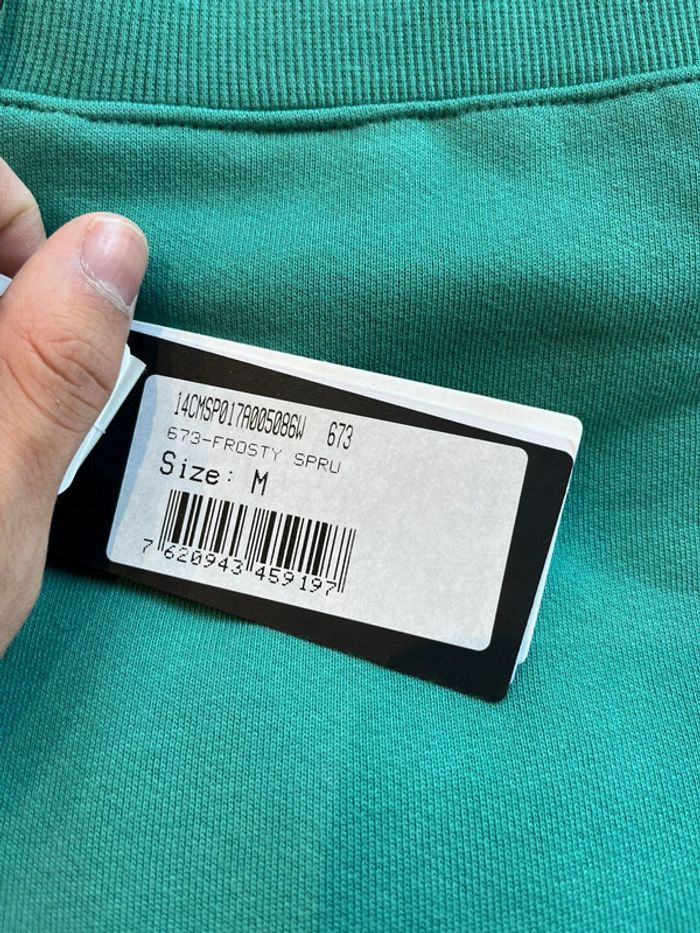 14CMSP017A005086W 673
673-FROSTY SPRU
Size: M
7 620943 459197